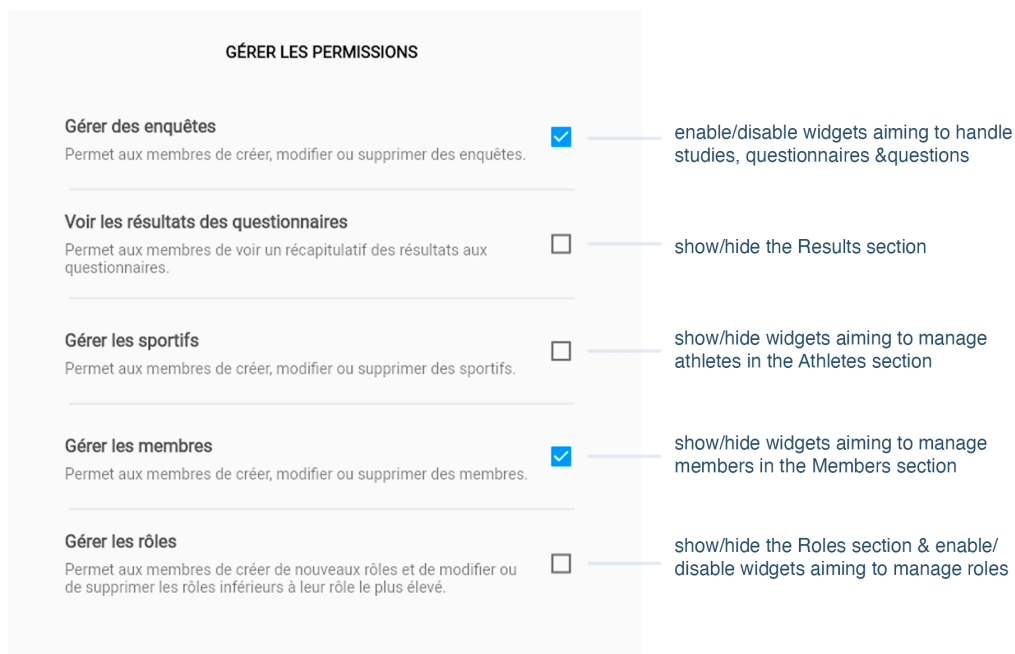 GÉRER LES PERMISSIONS
Gérer des enquêtes
Permet aux membres de créer, modifier ou supprimer des enquêtes.
enable/disable widgets aiming to handle
studies, questionnaires &questions
Voir les résultats des questionnaires
Permet aux membres de voir un récapitulatif des résultats aux
questionnaires.
show/hide the Results section
Gérer les sportifs
Permet aux membres de créer, modifier ou supprimer des sportifs.
show/hide widgets aiming to manage
athletes in the Athletes section
Gérer les membres
Permet aux membres de créer, modifier ou supprimer des membres.
show/hide widgets aiming to manage
members in the Members section
Gérer les rôles
Permet aux membres de créer de nouveaux rôles et de modifier ou
de supprimer les rôles inférieurs à leur rôle le plus élevé.
show/hide the Roles section & enable/
disable widgets aiming to manage roles